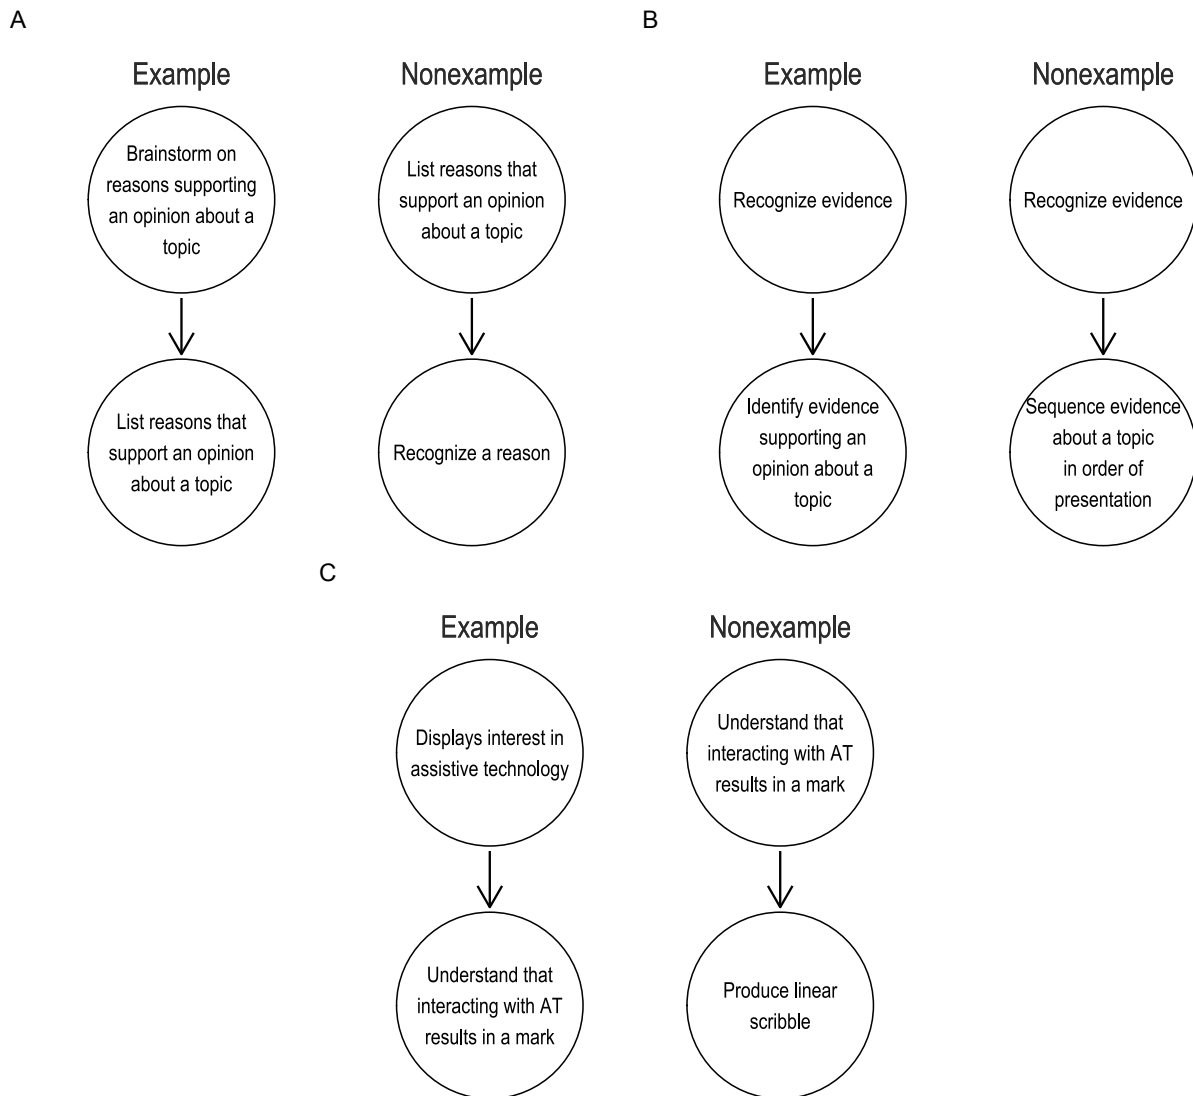 A
Example
Brainstorm on
reasons supporting
an opinion about a
topic
List reasons that
support an opinion
about a topic
Nonexample
List reasons that
support an opinion
about a topic
Recognize a reason
B
Example
Recognize evidence
Identify evidence
supporting an
opinion about a
topic
Nonexample
Recognize evidence
Sequence evidence
about a topic
in order of
presentation
C
Example
Displays interest in
assistive technology
Understand that
interacting with AT
results in a mark
Nonexample
Understand that
interacting with AT
results in a mark
Produce linear
scribble